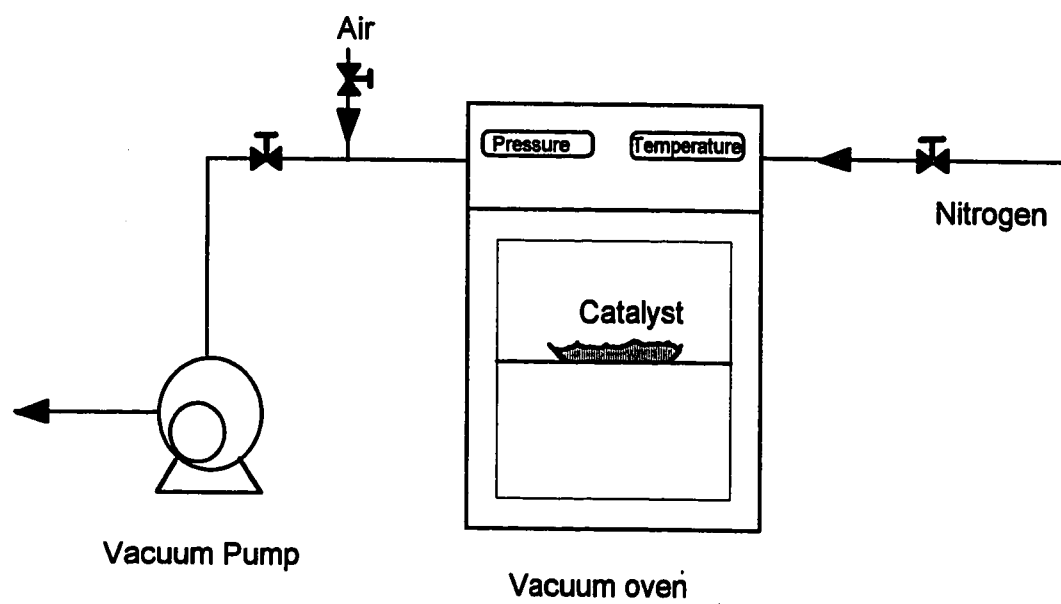 Air
Pressure
Temperature
Nitrogen
Catalyst
Vacuum Pump
Vacuum oven